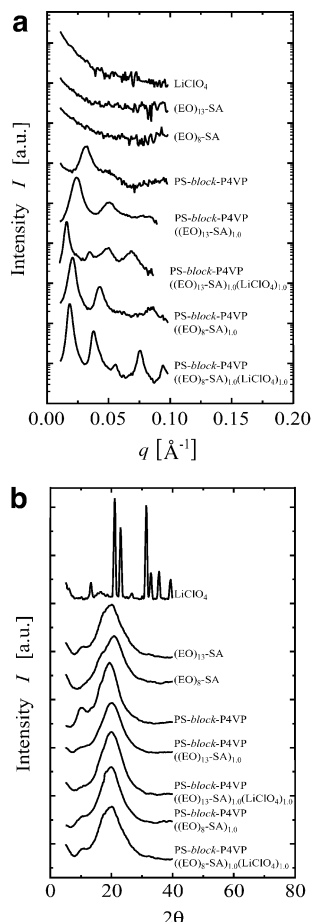 a
Intensity I [a.u.]
LiClO₄
(EO)₁₃-SA
(EO)₈-SA
PS-block-P4VP
PS-block-P4VP
((EO)₁₃-SA)₁.₀
PS-block-P4VP
((EO)₁₃-SA)₁.₀(LiClO₄)₁.₀
PS-block-P4VP
((EO)₈-SA)₁.₀
PS-block-P4VP
((EO)₈-SA)₁.₀(LiClO₄)₁.₀
0.00 0.05 0.10 0.15 0.20
q [Å⁻¹]
b
Intensity I [a.u.]
LiClO₄
(EO)₁₃-SA
(EO)₈-SA
PS-block-P4VP
PS-block-P4VP
((EO)₁₃-SA)₁.₀
PS-block-P4VP
((EO)₁₃-SA)₁.₀(LiClO₄)₁.₀
PS-block-P4VP
((EO)₈-SA)₁.₀
PS-block-P4VP
((EO)₈-SA)₁.₀(LiClO₄)₁.₀
0 20 40 60 80
2θ